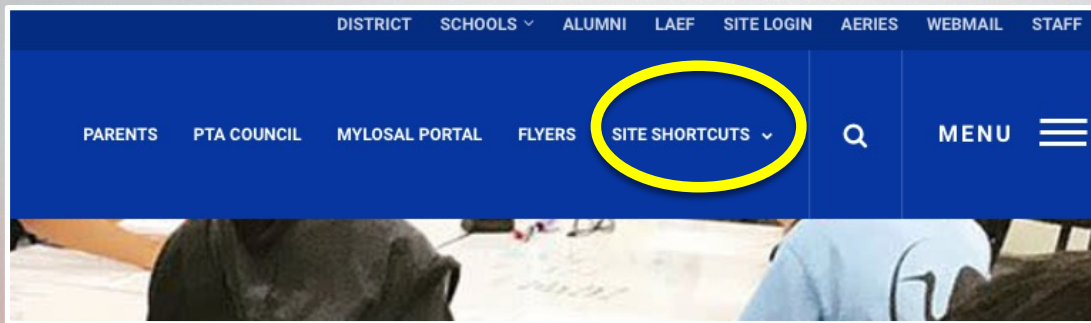 DISTRICT SCHOOLS ALUMNI LAEF SITE LOGIN AERIES WEBMAIL STAFF
PARENTS PTA COUNCIL MYLOSAL PORTAL FLYERS SITE SHORTCUTS MENU